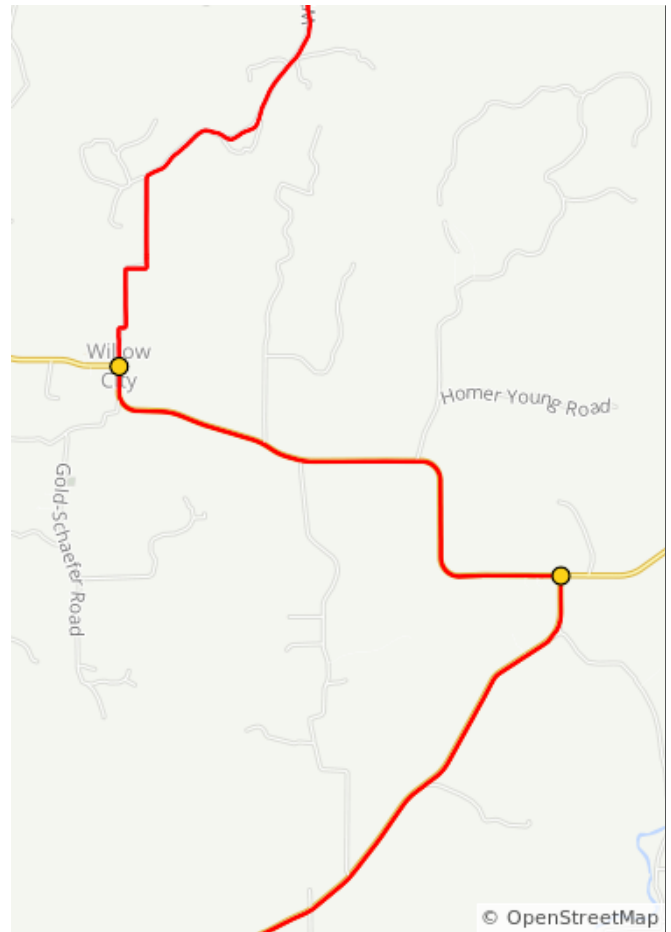 Willow
City
Homer Young Road
Gold-Schaefer Road
© OpenStreetMap